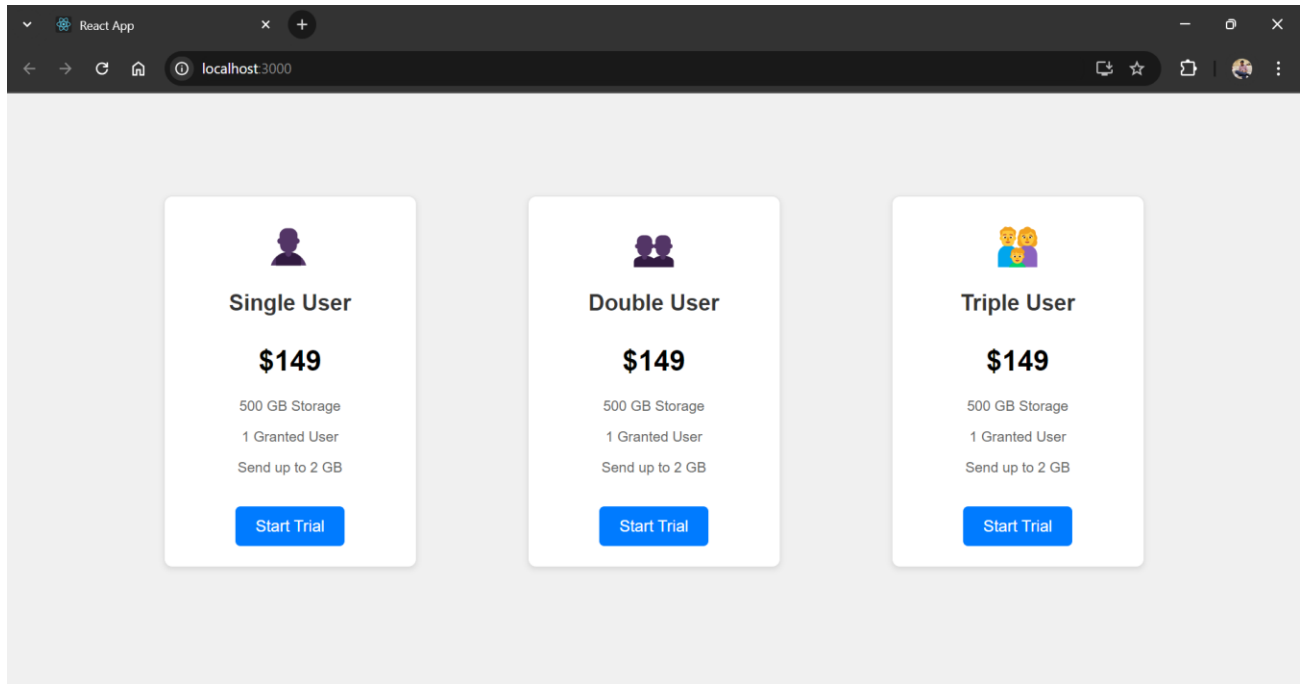 React App
localhost:3000
Single User
$149
500 GB Storage
1 Granted User
Send up to 2 GB
Start Trial
Double User
$149
500 GB Storage
1 Granted User
Send up to 2 GB
Start Trial
Triple User
$149
500 GB Storage
1 Granted User
Send up to 2 GB
Start Trial